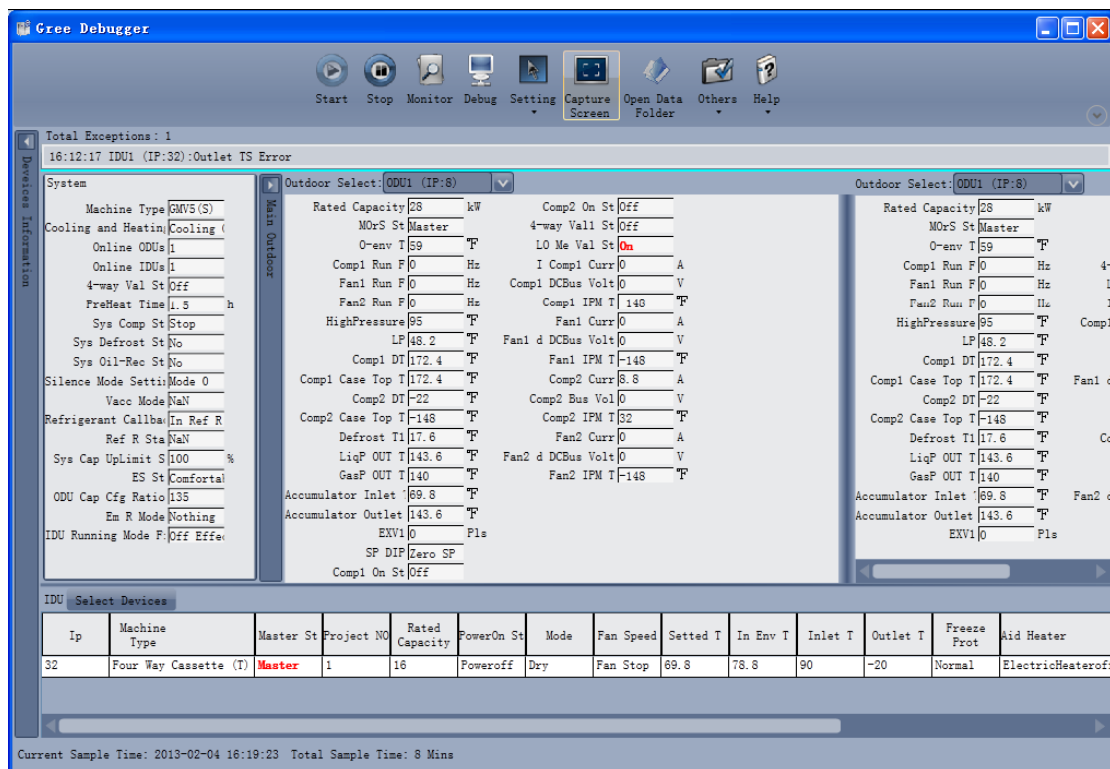 Gree Debugger
Start Stop Monitor Debug Setting Capture Screen Open Data Folder Others Help
Total Exceptions: 1
16:12:17 IDU1 (IP:32):Outlet TS Error
Deveices Information
System
Machine Type GMV5(S)
Cooling and Heating Cooling (
Online ODUs 1
Online IDUs 1
4-way Val St Off
PreHeat Time 1.5 h
Sys Comp St Stop
Sys Defrost St No
Sys Oil-Rec St No
Silence Mode Setti: Mode 0
Vacc Mode NaN
Refrigerant Callba In Ref R
Ref R Sta NaN
Sys Cap UpLimit S 100 %
ES St Comfortal
ODU Cap Cfg Ratio 135
Em R Mode Nothing
IDU Running Mode F: Off Effe
Main Outdoor
Outdoor Select: ODU1 (IP:8)
Rated Capacity 28 kW
MOrS St Master
O-env T 59 ℉
Comp1 Run F 0 Hz
Fan1 Run F 0 Hz
Fan2 Run F 0 Hz
HighPressure 95 ℉
LP 48.2 ℉
Comp1 DT 172.4 ℉
Comp1 Case Top T 172.4 ℉
Comp2 DT -22 ℉
Comp2 Case Top T -148 ℉
Defrost T1 17.6 ℉
LiqP OUT T 143.6 ℉
GasP OUT T 140 ℉
Accumulator Inlet 69.8 ℉
Accumulator Outlet 143.6 ℉
EXV1 0 Pls
SP DIP Zero SP
Comp1 On St Off
Comp2 On St Off
4-way Val1 St Off
LO Me Val St On
I Comp1 Curr 0 A
Comp1 DCBus Volt 0 V
Comp1 IPM T -148 ℉
Fan1 Curr 0 A
Fan1 d DCBus Volt 0 V
Fan1 IPM T -148 ℉
Comp2 Curr 8.8 A
Comp2 Bus Vol 0 V
Comp2 IPM T 32 ℉
Fan2 Curr 0 A
Fan2 d DCBus Volt 0 V
Fan2 IPM T -148 ℉
Outdoor Select: ODU1 (IP:8)
Rated Capacity 28 kW
MOrS St Master
O-env T 59 ℉
Comp1 Run F 0 Hz
Fan1 Run F 0 Hz
Fan2 Run F 0 Hz
HighPressure 95 ℉
LP 48.2 ℉
Comp1 DT 172.4 ℉
Comp1 Case Top T 172.4 ℉
Comp2 DT -22 ℉
Comp2 Case Top T -148 ℉
Defrost T1 17.6 ℉
LiqP OUT T 143.6 ℉
GasP OUT T 140 ℉
Accumulator Inlet 69.8 ℉
Accumulator Outlet 143.6 ℉
EXV1 0 Pls
4-
Comp1
Fan1 d
Fan2 d
IDU Select Devices
Ip Machine Type Master St Project NO Rated Capacity PowerOn St Mode Fan Speed Setted T In Env T Inlet T Outlet T Freeze Prot Aid Heater
32 Four Way Cassette (T) Master 1 16 Poweroff Dry Fan Stop 69.8 78.8 90 -20 Normal ElectricHeaterof
Current Sample Time: 2013-02-04 16:19:23 Total Sample Time: 8 Mins